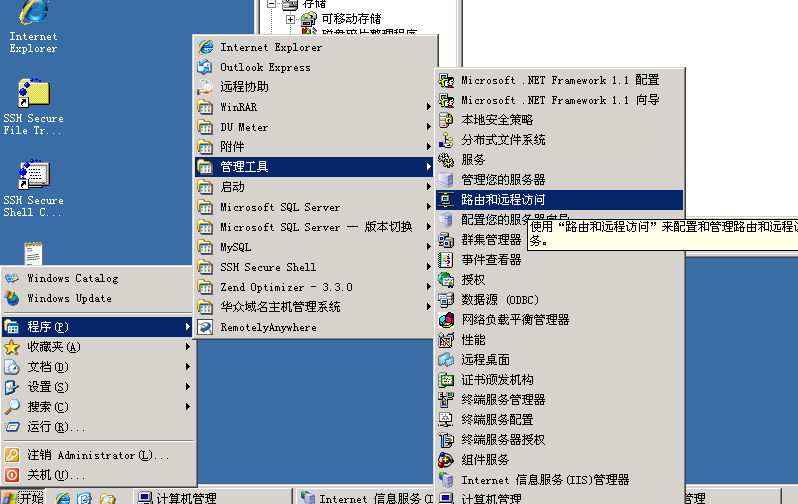 Internet
Explorer
SSH Secure
File Tr...
SSH Secure
Shell C...
存储
可移动存储
磁盘碎片整理程序
Windows Catalog
Windows Update
程序(P)
收藏夹(A)
文档(D)
设置(S)
搜索(C)
运行(R)...
注销 Administrator(L)...
关机(U)...
Internet Explorer
Outlook Express
远程协助
WinRAR
DU Meter
附件
管理工具
启动
Microsoft SQL Server
Microsoft SQL Server — 版本切换
MySQL
SSH Secure Shell
Zend Optimizer - 3.3.0
华众域名主机管理系统
RemotelyAnywhere
Microsoft .NET Framework 1.1 配置
Microsoft .NET Framework 1.1 向导
本地安全策略
分布式文件系统
服务
管理您的服务器
路由和远程访问
配置您的服务器向导
使用“路由和远程访问”来配置和管理路由和远程访
务。
群集管理器
事件查看器
授权
数据源 (ODBC)
网络负载平衡管理器
性能
远程桌面
证书颁发机构
终端服务管理器
终端服务配置
终端服务器授权
组件服务
Internet 信息服务(IIS)管理器
计算机管理
开始
计算机管理
Internet 信息服务(I
管理